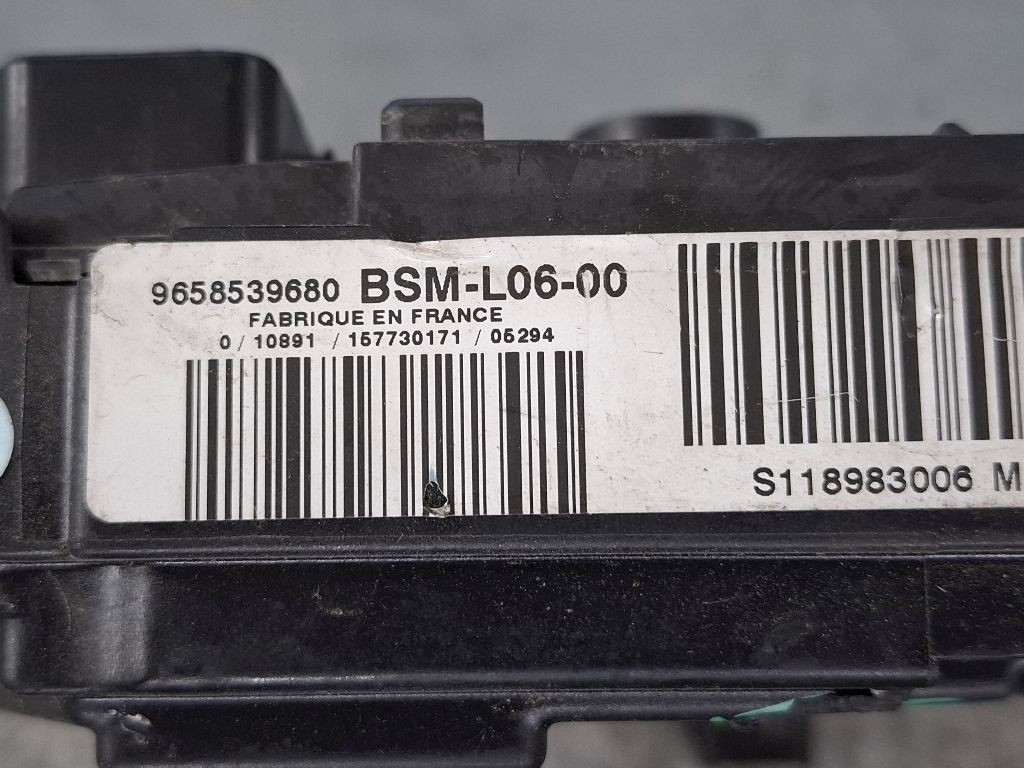 9658539680 BSM-L06-00
FABRIQUE EN FRANCE
0 / 10891 / 157730171 / 05294
S118983006 M